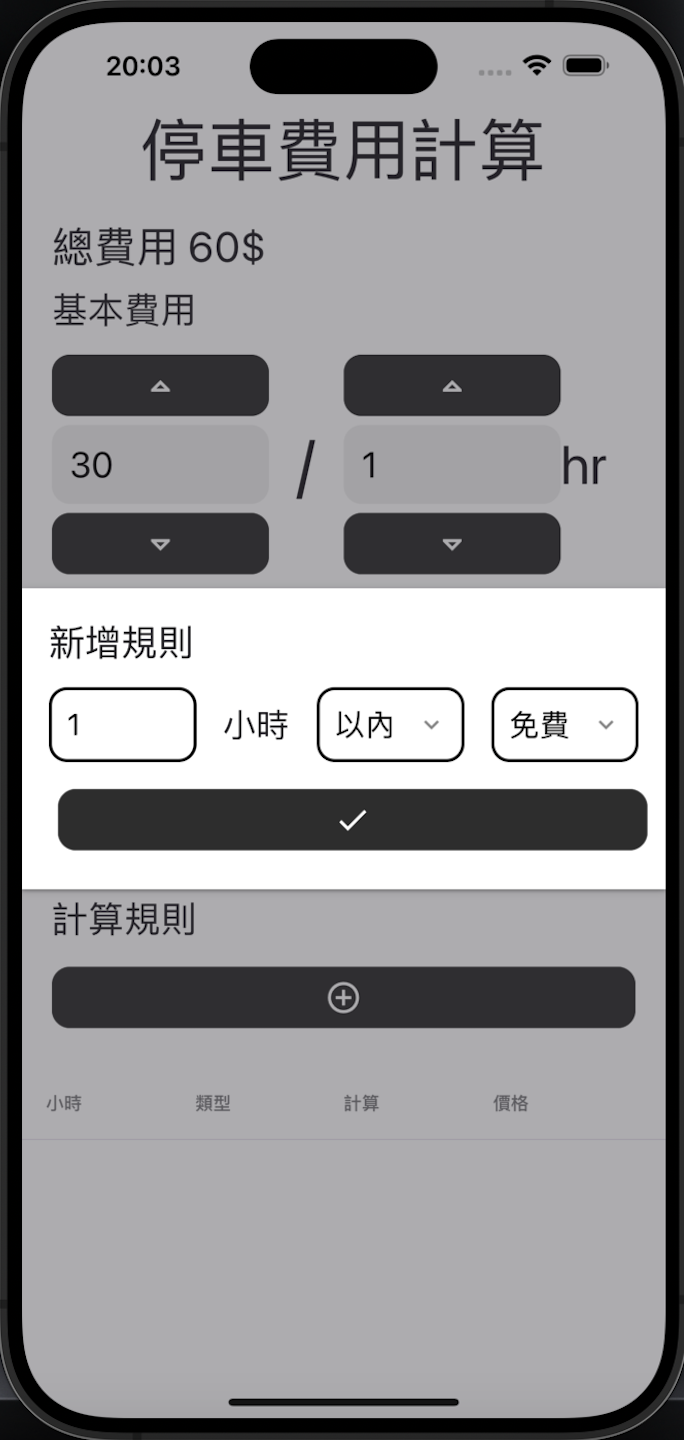 20:03
停車費用計算
總費用 60$
基本費用
30 / 1 hr
新增規則
1 小時 以內 免費
計算規則
小時 類型 計算 價格